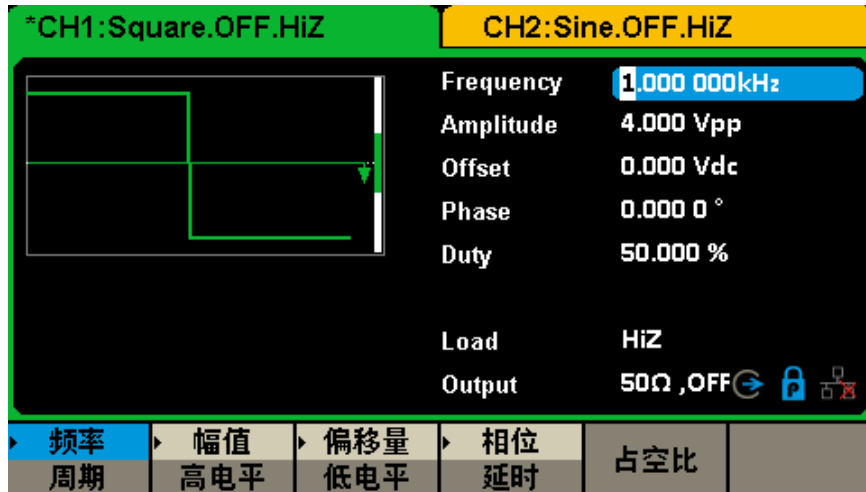 *CH1:Square.OFF.HiZ
CH2:Sine.OFF.HiZ
Frequency 1.000 000kHz
Amplitude 4.000 Vpp
Offset 0.000 Vdc
Phase 0.000 0 °
Duty 50.000 %
Load HiZ
Output 50Ω ,OFF P
频率 幅值 偏移量 相位 占空比
周期 高电平 低电平 延时